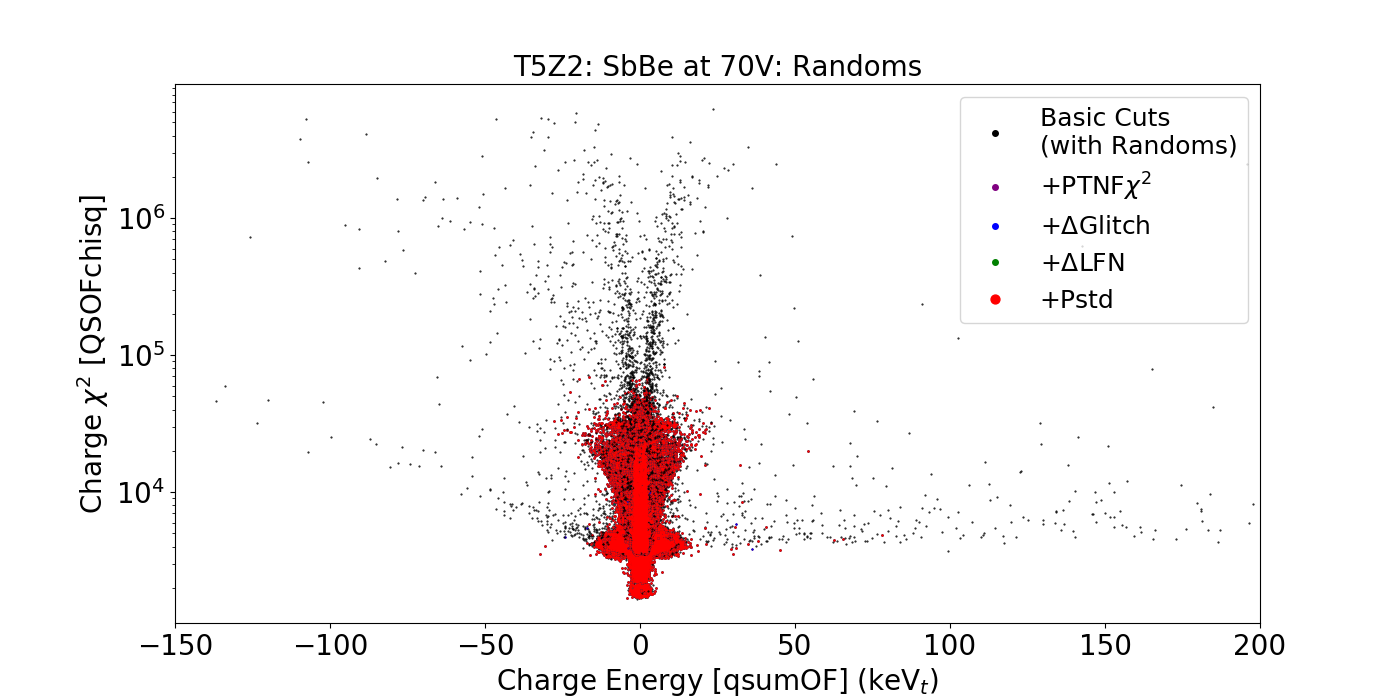 T5Z2: SbBe at 70V: Randoms
Basic Cuts
(with Randoms)
+PTNFχ²
+ΔGlitch
+ΔLFN
+Pstd
Charge χ² [QSOFchisq]
10⁶
10⁵
10⁴
−150 −100 −50 0 50 100 150 200
Charge Energy [qsumOF] (keVₜ)